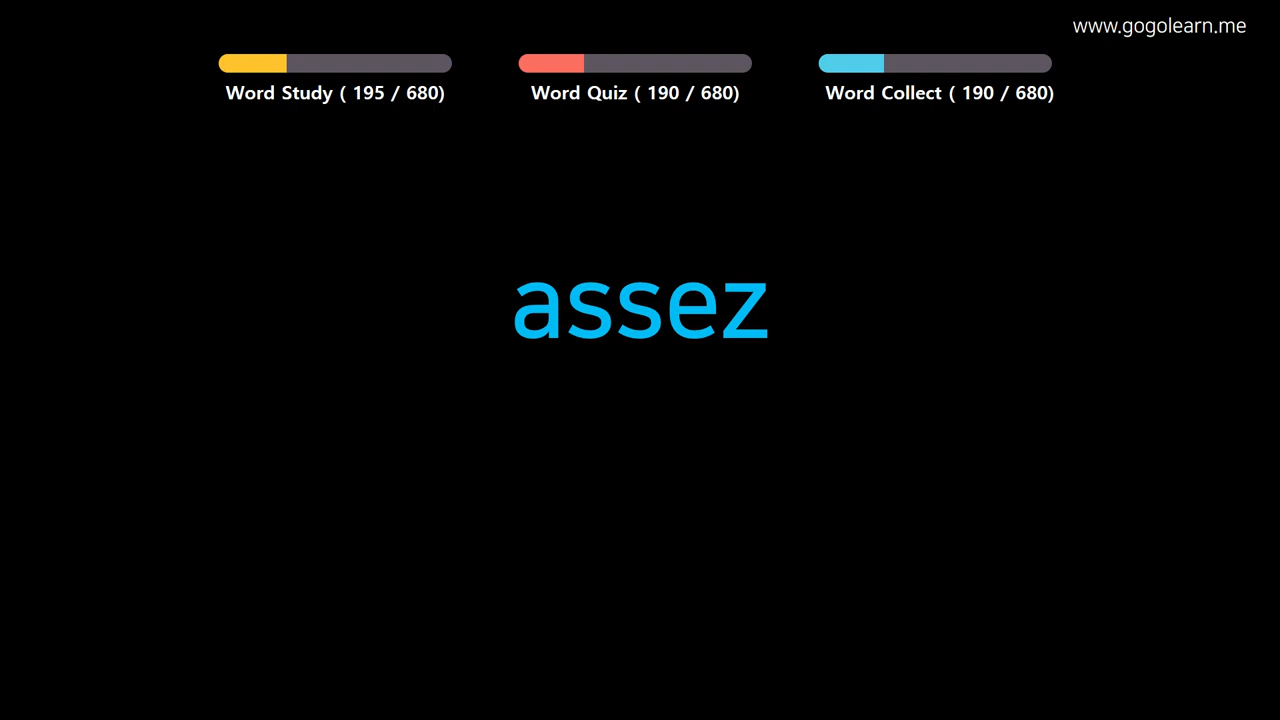 www.gogolearn.me
Word Study ( 195 / 680)
Word Quiz ( 190 / 680)
Word Collect ( 190 / 680)
assez